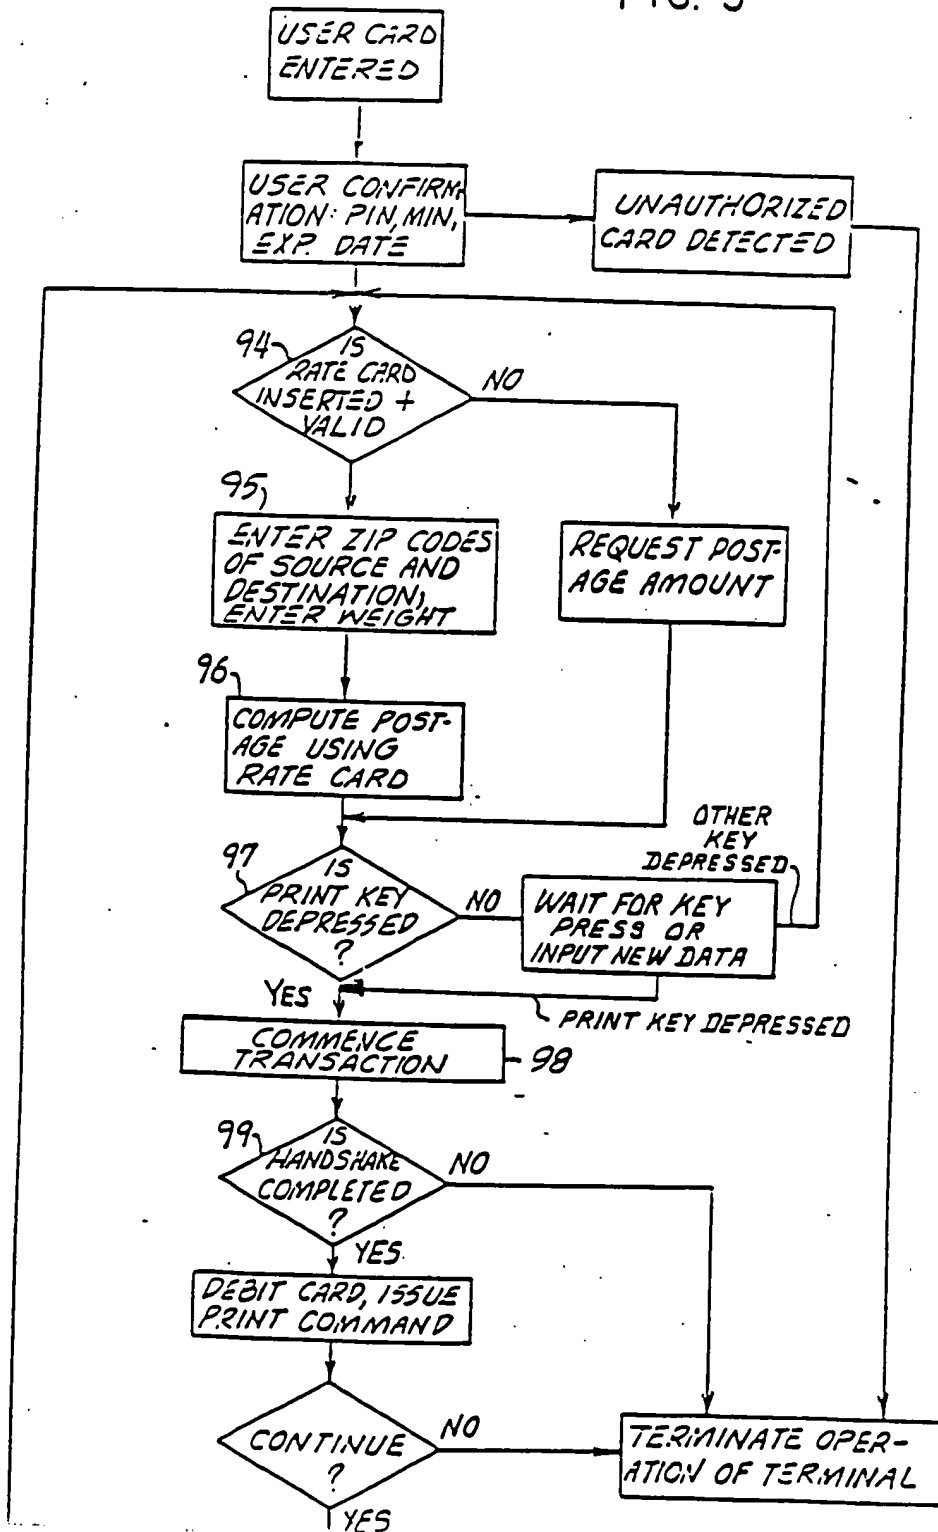 FIG. 5
USER CARD
ENTERED
USER CONFIRM-
ATION: PIN, MIN,
EXP. DATE
UNAUTHORIZED
CARD DETECTED
94
IS
RATE CARD
INSERTED +
VALID
NO
95
ENTER ZIP CODES
OF SOURCE AND
DESTINATION,
ENTER WEIGHT
REQUEST POST-
AGE AMOUNT
96
COMPUTE POST-
AGE USING
RATE CARD
OTHER
KEY
DEPRESSED
97
IS
PRINT KEY
DEPRESSED
?
NO
WAIT FOR KEY
PRESS OR
INPUT NEW DATA
YES
PRINT KEY DEPRESSED
COMMENCE
TRANSACTION
98
99
IS
HANDSHAKE
COMPLETED
?
NO
YES
DEBIT CARD, ISSUE
PRINT COMMAND
CONTINUE
?
NO
TERMINATE OPER-
ATION OF TERMINAL
YES